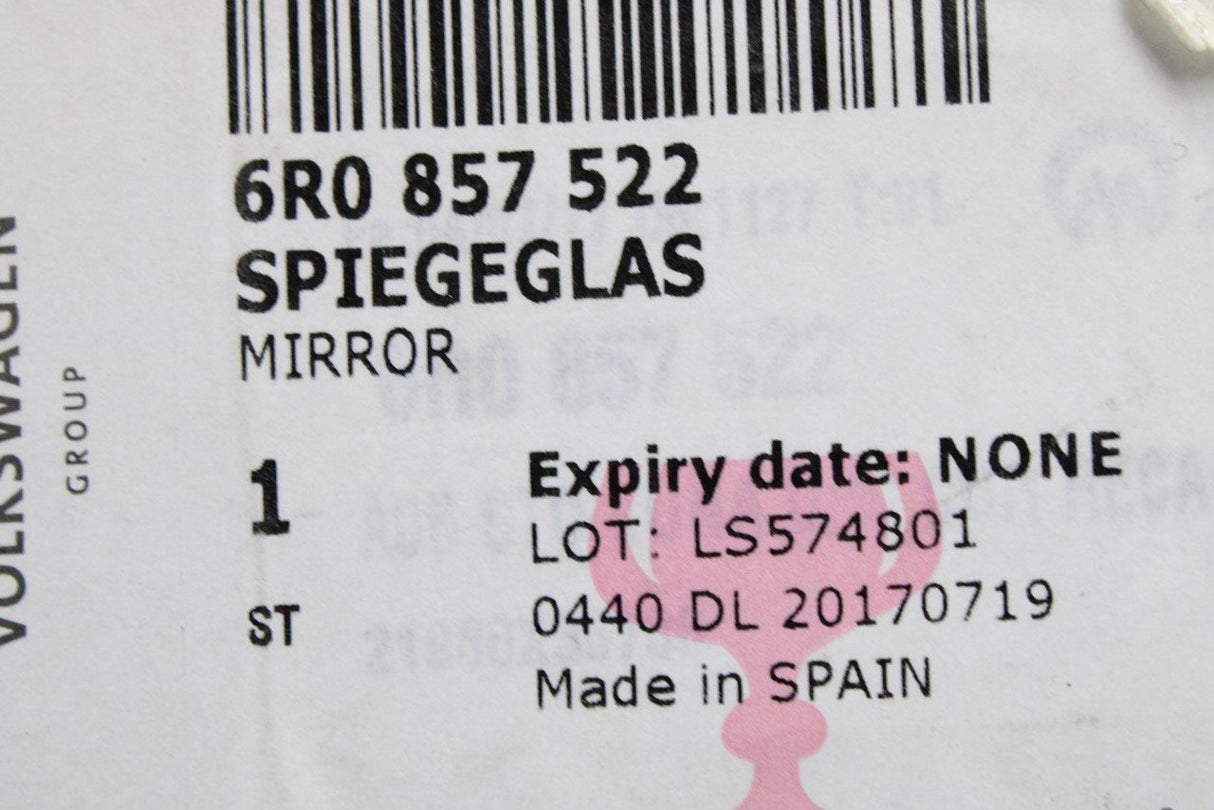 6R0 857 522
SPIEGEGLAS
MIRROR
1
ST
Expiry date: NONE
LOT: LS574801
0440 DL 20170719
Made in SPAIN
VOLKSWAGEN
GROUP